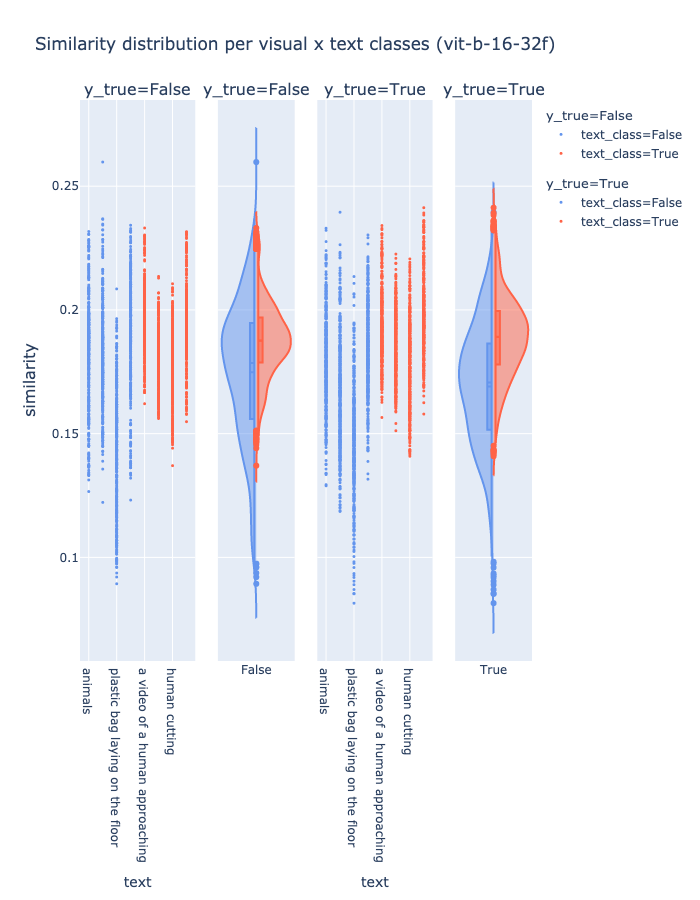 Similarity distribution per visual x text classes (vit-b-16-32f)
y_true=False
y_true=False
y_true=True
y_true=True
y_true=False
text_class=False
text_class=True
y_true=True
text_class=False
text_class=True
similarity
0.25
0.2
0.15
0.1
animals
plastic bag laying on the floor
a video of a human approaching
human cutting
False
animals
plastic bag laying on the floor
a video of a human approaching
human cutting
True
text
text